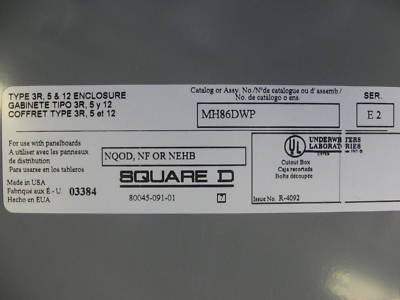 TYPE 3R, 5 & 12 ENCLOSURE
GABINETE TIPO 3R, 5 y 12
COFFRET TYPE 3R, 5 et 12
Catalog or Assy. No./N°de catalogue ou d' assemb./
No. de catálogo o ens.
SER.
MH86DWP
E 2
For use with panelboards
A utiliser avec les panneaux
de distribution
Para usarse en los tableros
NQOD, NF OR NEHB
UL
UNDERWRITERS
LABORATORIES
Cutout Box
Caja recortada
Boîte découpée
Made in USA
Fabriqué aux É.- U.
Hecho en EUA
03384
SQUARE D
80045-091-01
7
Issue No. R-4092